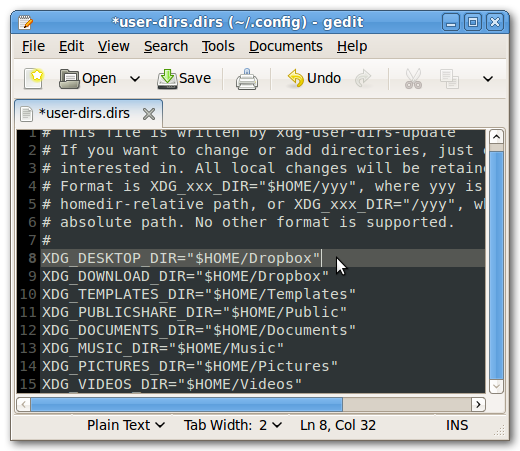 *user-dirs.dirs (~/.config) - gedit
File Edit View Search Tools Documents Help
Open Save Undo
*user-dirs.dirs
1 # This file is written by xdg-user-dirs-update
2 # If you want to change or add directories, just
3 # interested in. All local changes will be retaine
4 # Format is XDG_xxx_DIR="$HOME/yyy", where yyy is
5 # homedir-relative path, or XDG_xxx_DIR="/yyy", wh
6 # absolute path. No other format is supported.
7 #
8 XDG_DESKTOP_DIR="$HOME/Dropbox"
9 XDG_DOWNLOAD_DIR="$HOME/Dropbox"
10 XDG_TEMPLATES_DIR="$HOME/Templates"
11 XDG_PUBLICSHARE_DIR="$HOME/Public"
12 XDG_DOCUMENTS_DIR="$HOME/Documents"
13 XDG_MUSIC_DIR="$HOME/Music"
14 XDG_PICTURES_DIR="$HOME/Pictures"
15 XDG_VIDEOS_DIR="$HOME/Videos"
Plain Text Tab Width: 2 Ln 8, Col 32 INS